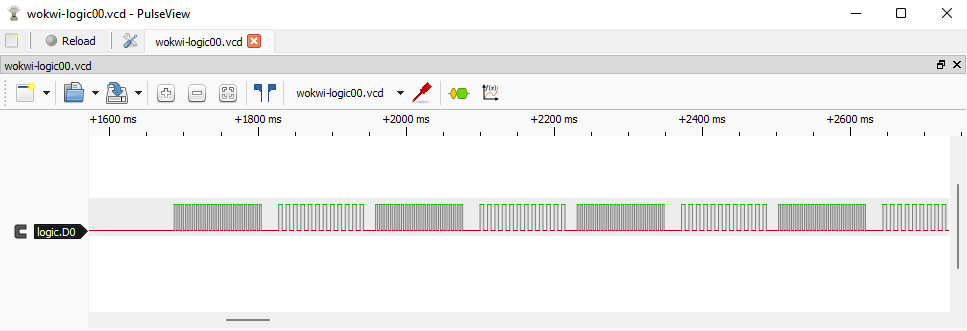 wokwi-logic00.vcd - PulseView
Reload
wokwi-logic00.vcd
wokwi-logic00.vcd
wokwi-logic00.vcd
f(x)
+1600 ms +1800 ms +2000 ms +2200 ms +2400 ms +2600 ms
logic.D0